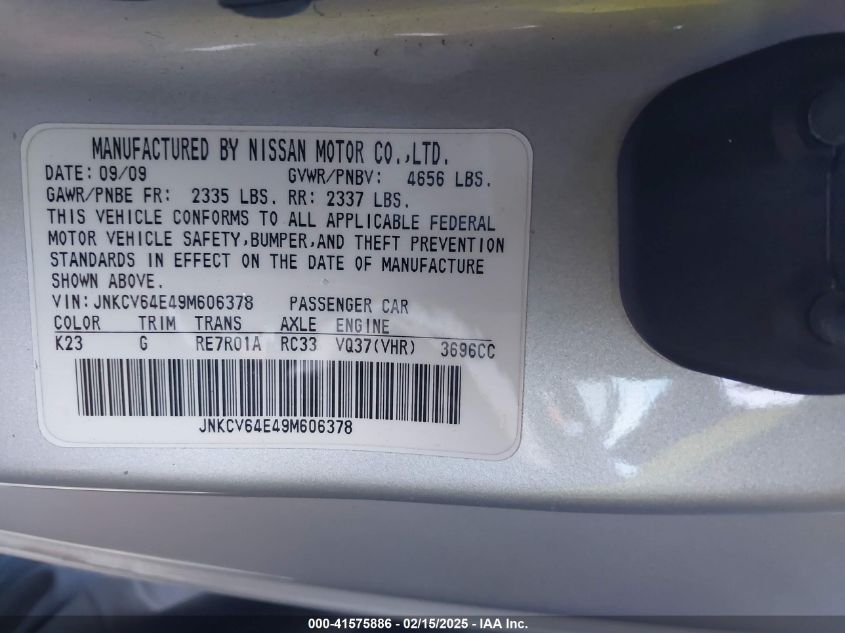 MANUFACTURED BY NISSAN MOTOR CO.,LTD.
DATE: 09/09 GVWR/PNBV: 4656 LBS.
GAWR/PNBE FR: 2335 LBS. RR: 2337 LBS.
THIS VEHICLE CONFORMS TO ALL APPLICABLE FEDERAL
MOTOR VEHICLE SAFETY,BUMPER,AND THEFT PREVENTION
STANDARDS IN EFFECT ON THE DATE OF MANUFACTURE
SHOWN ABOVE.
VIN:JNKCV64E49M606378 PASSENGER CAR
COLOR TRIM TRANS AXLE ENGINE
K23 G RE7R01A RC33 VQ37(VHR) 3696CC
JNKCV64E49M606378
000-41575886 - 02/15/2025 - IAA Inc.